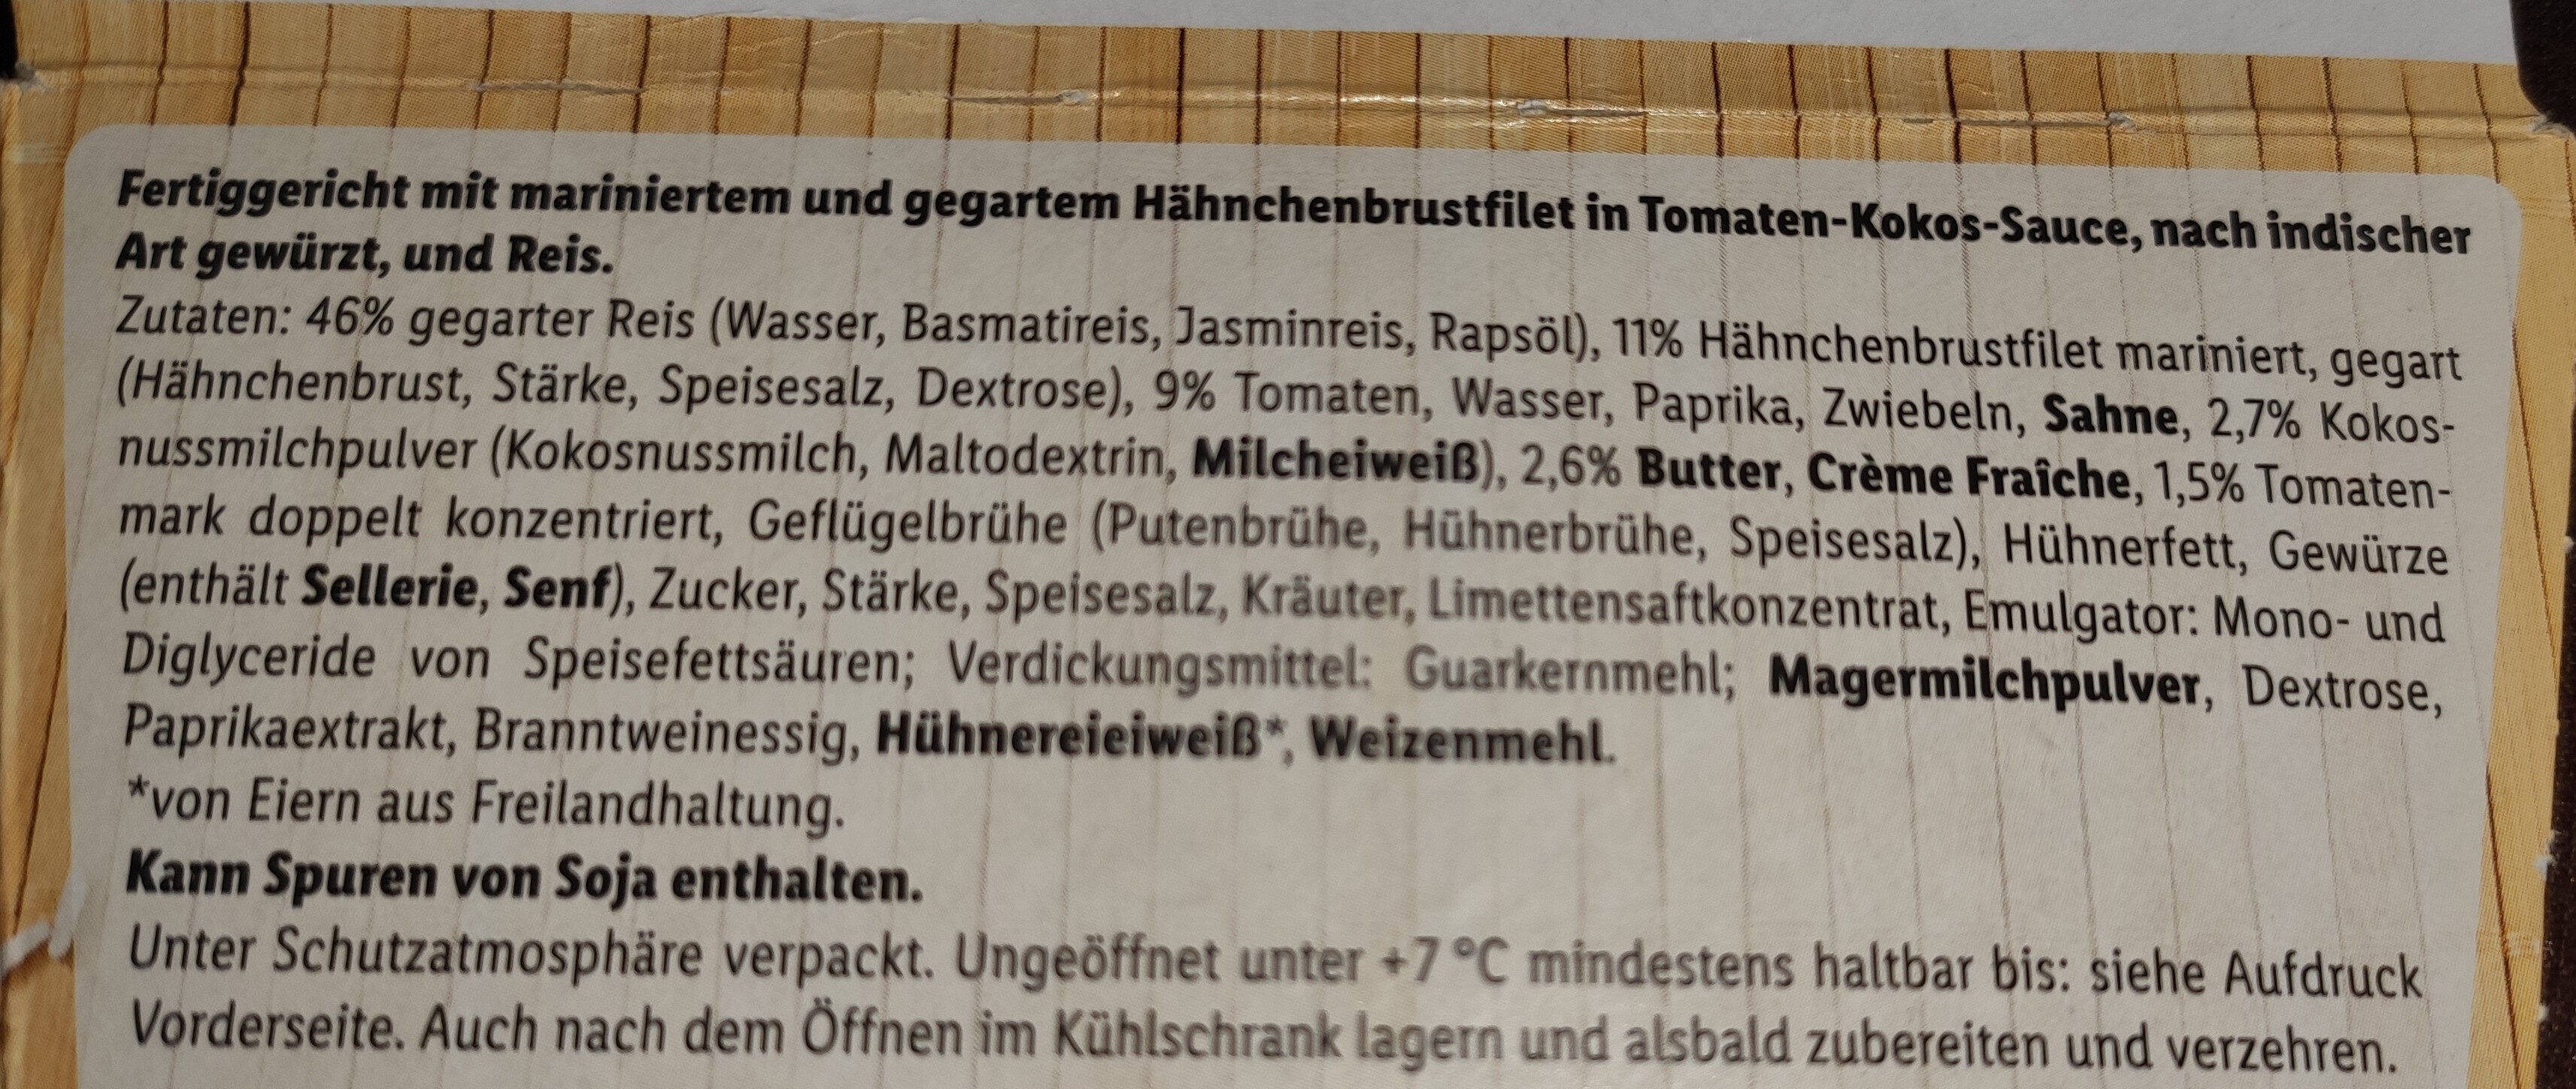 Fertiggericht mit mariniertem und gegartem Hähnchenbrustfilet in Tomaten-Kokos-Sauce, nach indischer
Art gewürzt, und Reis.
Zutaten: 46% gegarter Reis (Wasser, Basmatireis, Jasminreis, Rapsöl), 11% Hähnchenbrustfilet mariniert, gegart
(Hähnchenbrust, Stärke, Speisesalz, Dextrose), 9% Tomaten, Wasser, Paprika, Zwiebeln, Sahne, 2,7% Kokos-
nussmilchpulver (Kokosnussmilch, Maltodextrin, Milcheiweiß), 2,6% Butter, Crème Fraîche, 1,5% Tomaten-
mark doppelt konzentriert, Geflügelbrühe (Putenbrühe, Hühnerbrühe, Speisesalz), Hühnerfett, Gewürze
(enthält Sellerie, Senf), Zucker, Stärke, Speisesalz, Kräuter, Limettensaftkonzentrat, Emulgator: Mono- und
Diglyceride von Speisefettsäuren; Verdickungsmittel: Guarkernmehl; Magermilchpulver, Dextrose,
Paprikaextrakt, Branntweinessig, Hühnereieiweiß*, Weizenmehl.
*von Eiern aus Freilandhaltung.
Kann Spuren von Soja enthalten.
Unter Schutzatmosphäre verpackt. Ungeöffnet unter +7 °C mindestens haltbar bis: siehe Aufdruck
Vorderseite. Auch nach dem Öffnen im Kühlschrank lagern und alsbald zubereiten und verzehren.